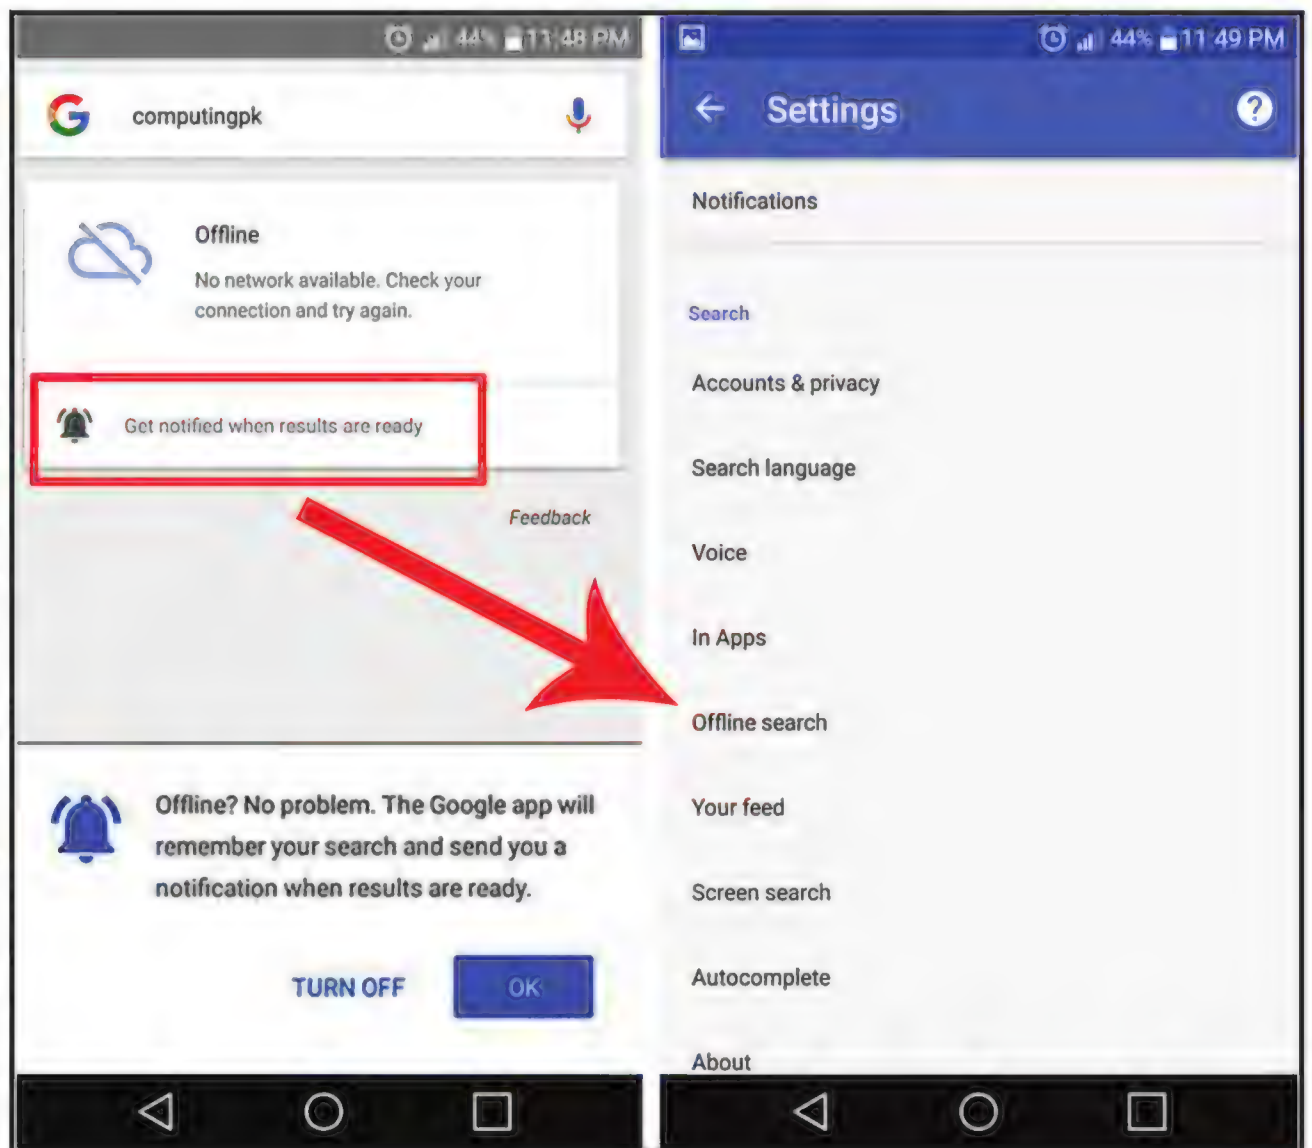 44% 11:48 PM
computingpk
Offline
No network available. Check your
connection and try again.
Get notified when results are ready
Feedback
Offline? No problem. The Google app will
remember your search and send you a
notification when results are ready.
TURN OFF
OK
44% 11:49 PM
Settings
?
Notifications
Search
Accounts & privacy
Search language
Voice
In Apps
Offline search
Your feed
Screen search
Autocomplete
About